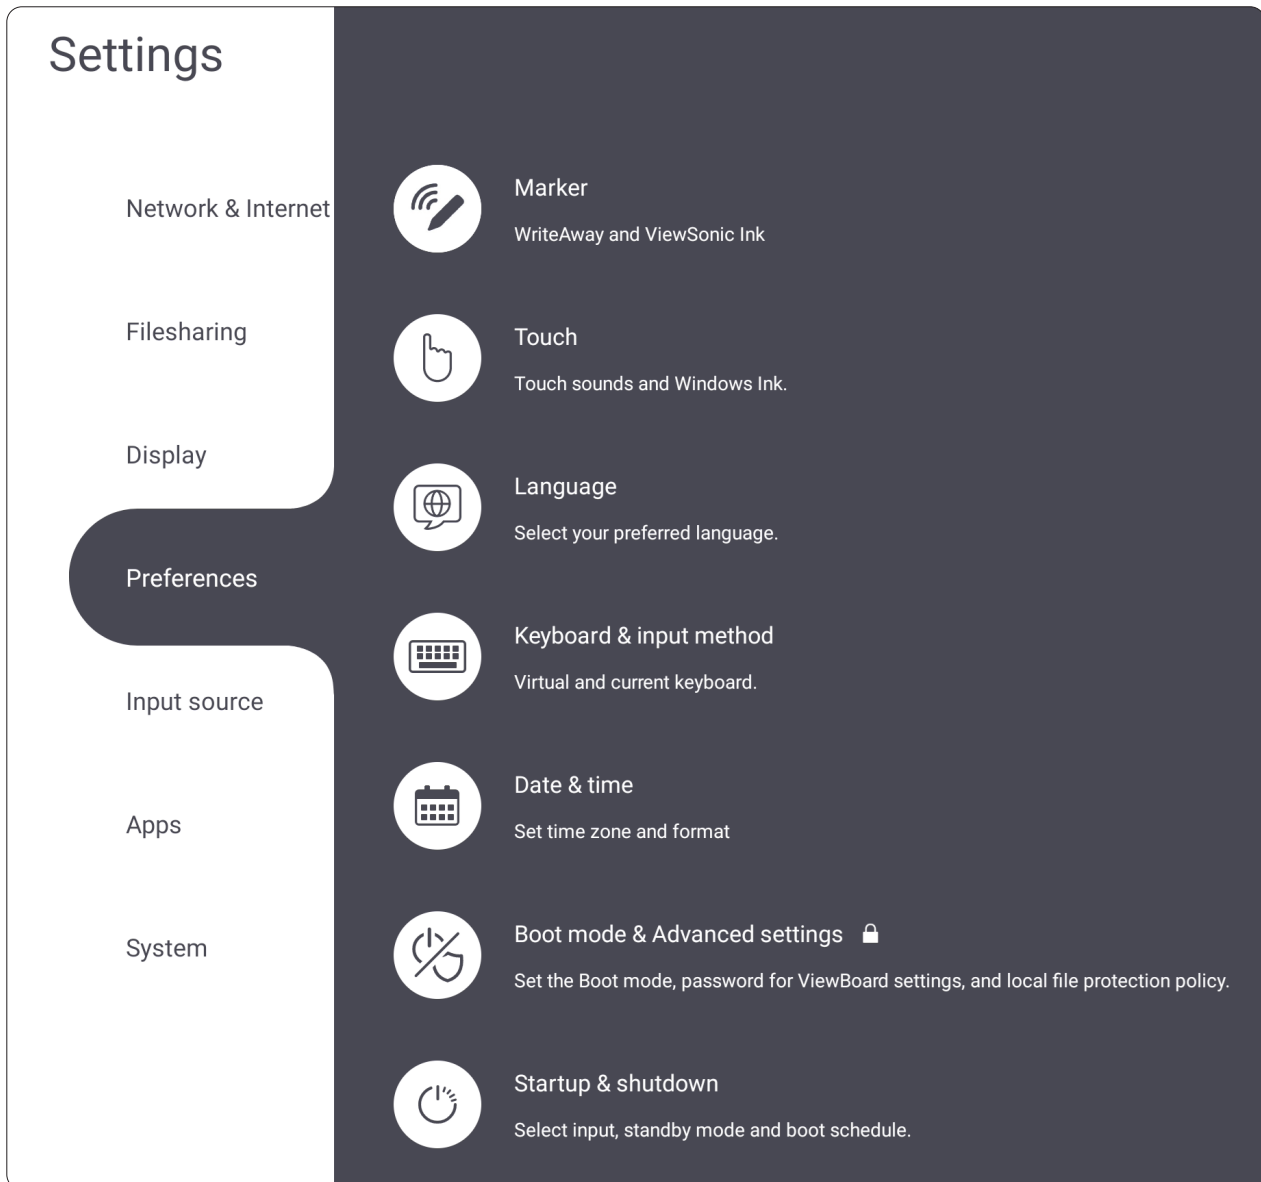 Settings
Network & Internet
Filesharing
Display
Preferences
Input source
Apps
System
Marker
WriteAway and ViewSonic Ink
Touch
Touch sounds and Windows Ink.
Language
Select your preferred language.
Keyboard & input method
Virtual and current keyboard.
Date & time
Set time zone and format
Boot mode & Advanced settings
Set the Boot mode, password for ViewBoard settings, and local file protection policy.
Startup & shutdown
Select input, standby mode and boot schedule.